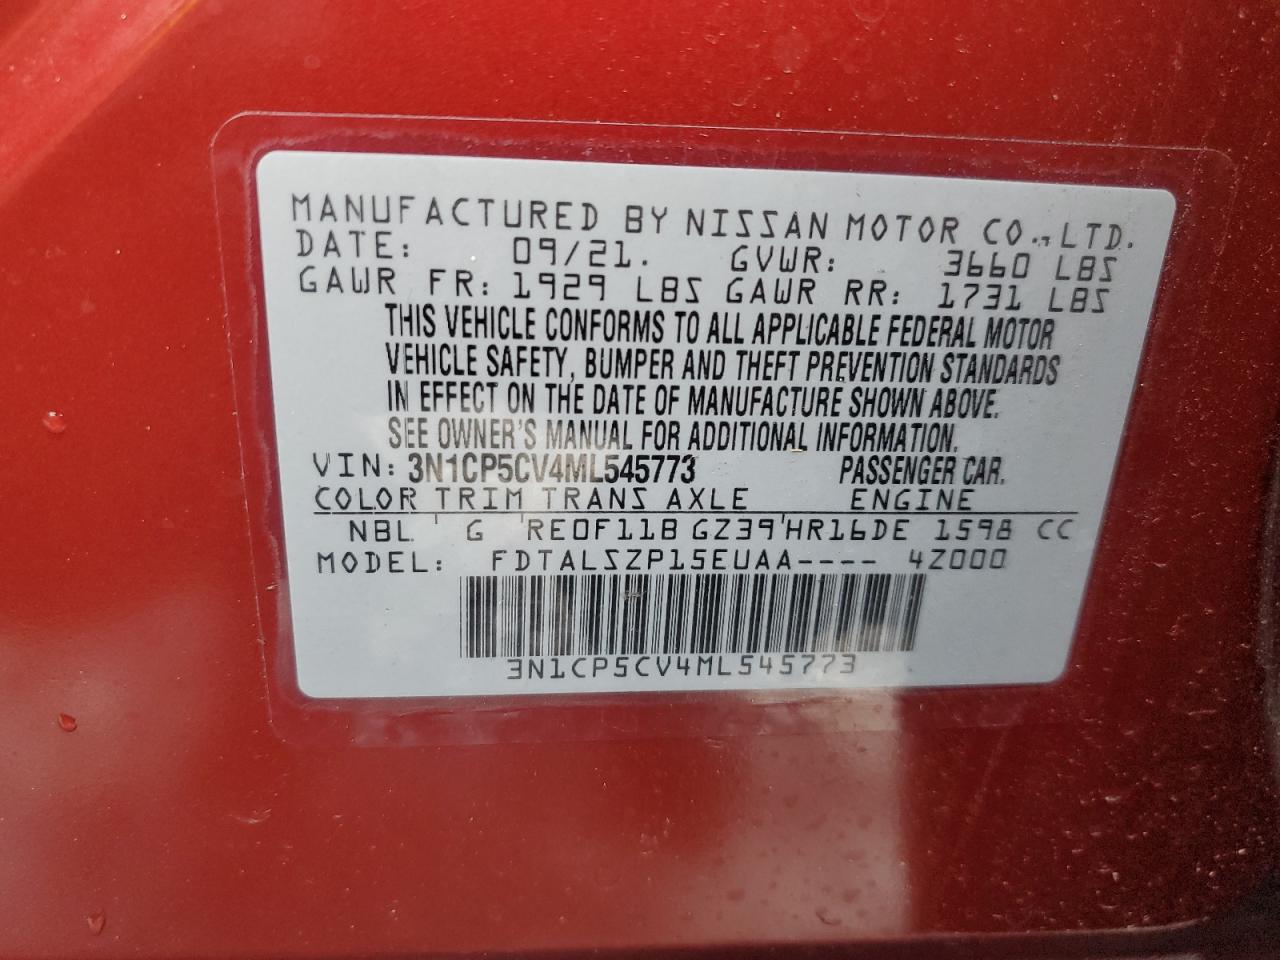 MANUFACTURED BY NISSAN MOTOR CO., LTD.
DATE: 09/21. GVWR: 3660 LBS
GAWR FR: 1929 LBS GAWR RR: 1731 LBS
THIS VEHICLE CONFORMS TO ALL APPLICABLE FEDERAL MOTOR
VEHICLE SAFETY, BUMPER AND THEFT PREVENTION STANDARDS
IN EFFECT ON THE DATE OF MANUFACTURE SHOWN ABOVE.
SEE OWNER'S MANUAL FOR ADDITIONAL INFORMATION.
VIN: 3N1CP5CV4ML545773 PASSENGER CAR.
COLOR TRIM TRANS AXLE ENGINE
NBL ' G ' RE0F11B GZ39 ' HR16DE 1598 CC
MODEL: FDTALSZP15EUAA---- 4Z000
3N1CP5CV4ML545773